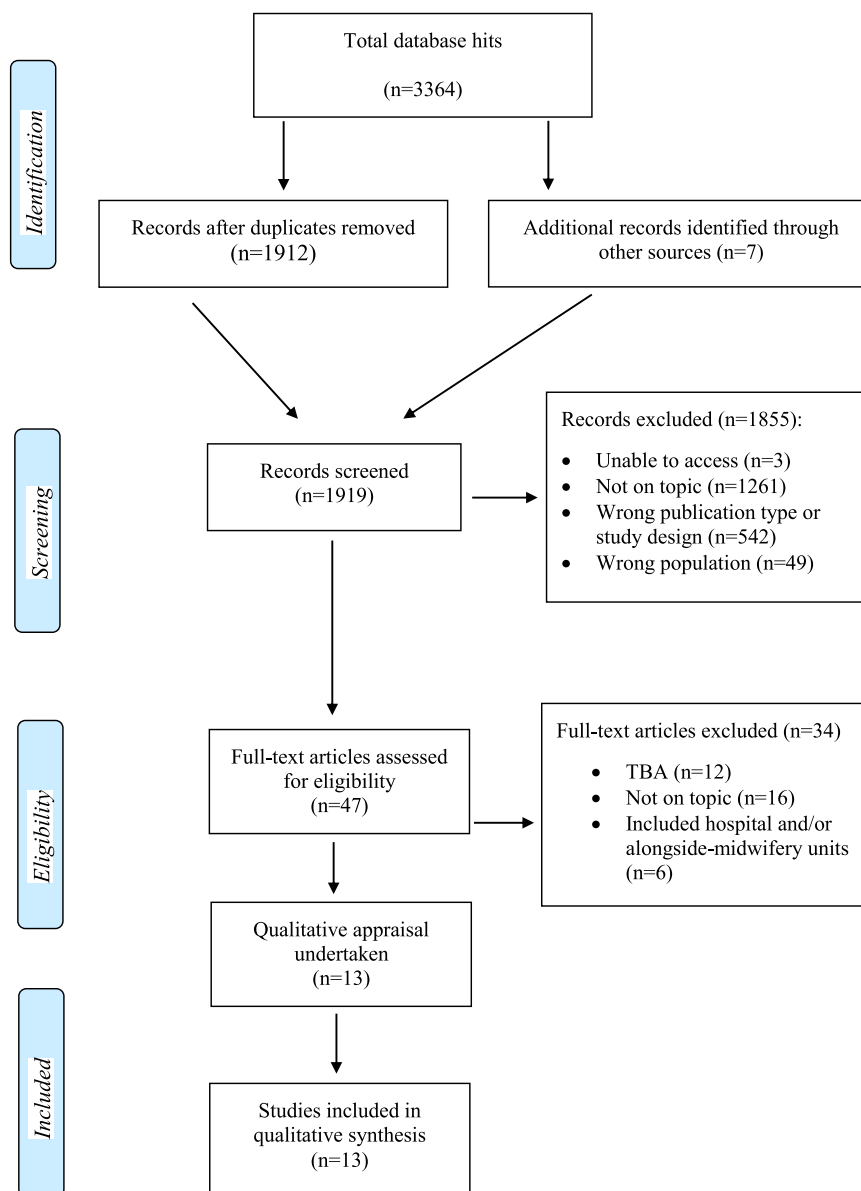 Total database hits
(n=3364)
Identification
Records after duplicates removed
(n=1912)
Additional records identified through
other sources (n=7)
Screening
Records screened
(n=1919)
Records excluded (n=1855):
• Unable to access (n=3)
• Not on topic (n=1261)
• Wrong publication type or
study design (n=542)
• Wrong population (n=49)
Eligibility
Full-text articles assessed
for eligibility
(n=47)
Full-text articles excluded (n=34)
• TBA (n=12)
• Not on topic (n=16)
• Included hospital and/or
alongside-midwifery units
(n=6)
Qualitative appraisal
undertaken
(n=13)
Included
Studies included in
qualitative synthesis
(n=13)